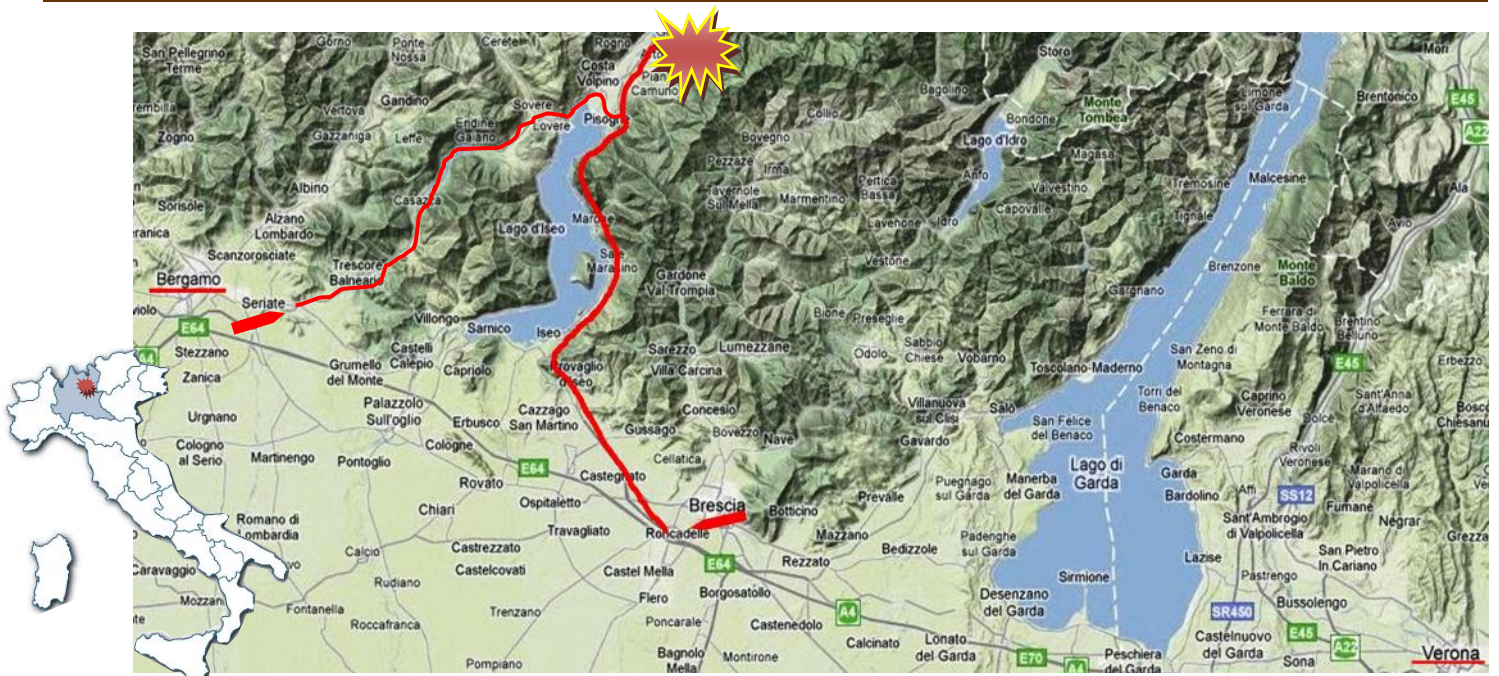 San Pellegrino
Terme
Gorno
Ponte
Nossa
Cerete
Rogno
Costa
Volpino
Pian
Camuno
Storo
Limone
sul Garda
Mori
Brentonico
E45
A22
Bagolino
Bondone
Monte
Tombea
Gandino
Vertova
Gazzaniga
Leffe
Sovere
Endine
Gaiano
Lovere
Pisogne
Collio
Bovegno
Zogno
Pezzaze
Irma
Lago d'Idro
Magasa
Tremosine
Malcesine
Ala
Albino
Sorisole
Alzano
Lombardo
Casazza
Tavernole
Sul Mella
Marmentino
Pertica
Bassa
Anfo
Valvestino
Capovalle
Tignale
Avio
Marone
Lago d'Iseo
Lavenone
Idro
Scanzorosciate
Sale
Marasino
Vestone
Brenzone
Monte
Baldo
Trescore
Balneario
Bergamo
Gardone
Val Trompia
Gargnano
Seriate
Ferrara di
Monte Baldo
Brentino
Belluno
E64
Villongo
Sarnico
Iseo
Bione
Preseglie
A4
Stezzano
Castelli
Calepio
Sarezzo
Lumezzane
Odolo
Sabbio
Chiese
Vobarno
San Zeno di
Montagna
E45
Erbezzo
Zanica
Grumello
del Monte
Capriolo
Provaglio
d'Iseo
Villa Carcina
Toscolano-Maderno
Torri del
Benaco
Caprino
Veronese
Sant'Anna
d'Alfaedo
Urgnano
Palazzolo
Sull'oglio
Erbusco
Cazzago
San Martino
Concesio
Villanuova
sul Clisi
Salò
Dolcè
Gussago
Bovezzo
Nave
San Felice
del Benaco
Costermano
Cologno
al Serio
Cologne
Gavardo
Rivoli
Veronese
Martinengo
Pontoglio
Cellatica
E64
Castegnato
Lago di
Garda
Garda
Marano di
Valpolicella
Rovato
Puegnago
sul Garda
Manerba
del Garda
Bardolino
Affi
SS12
Fumane
Chiari
Ospitaletto
Brescia
Prevalle
Botticino
Sant'Ambrogio
di Valpolicella
Negrar
Romano di
Lombardia
Travagliato
Roncadelle
Mazzano
Padenghe
sul Garda
Calcio
Castrezzato
Bedizzole
Lazise
San Pietro
In Cariano
Caravaggio
Castelcovati
Castel Mella
E64
Rezzato
Sirmione
Pastrengo
Rudiano
Flero
Borgosatollo
Desenzano
del Garda
Bussolengo
Fontanella
Trenzano
A4
SR450
Roccafranca
Poncarale
Castenedolo
Castelnuovo
del Garda
E45
A22
Calcinato
Lonato
del Garda
Pompiano
Bagnolo
Mella
Montirone
E70
A4
Peschiera
del Garda
Sona
Verona